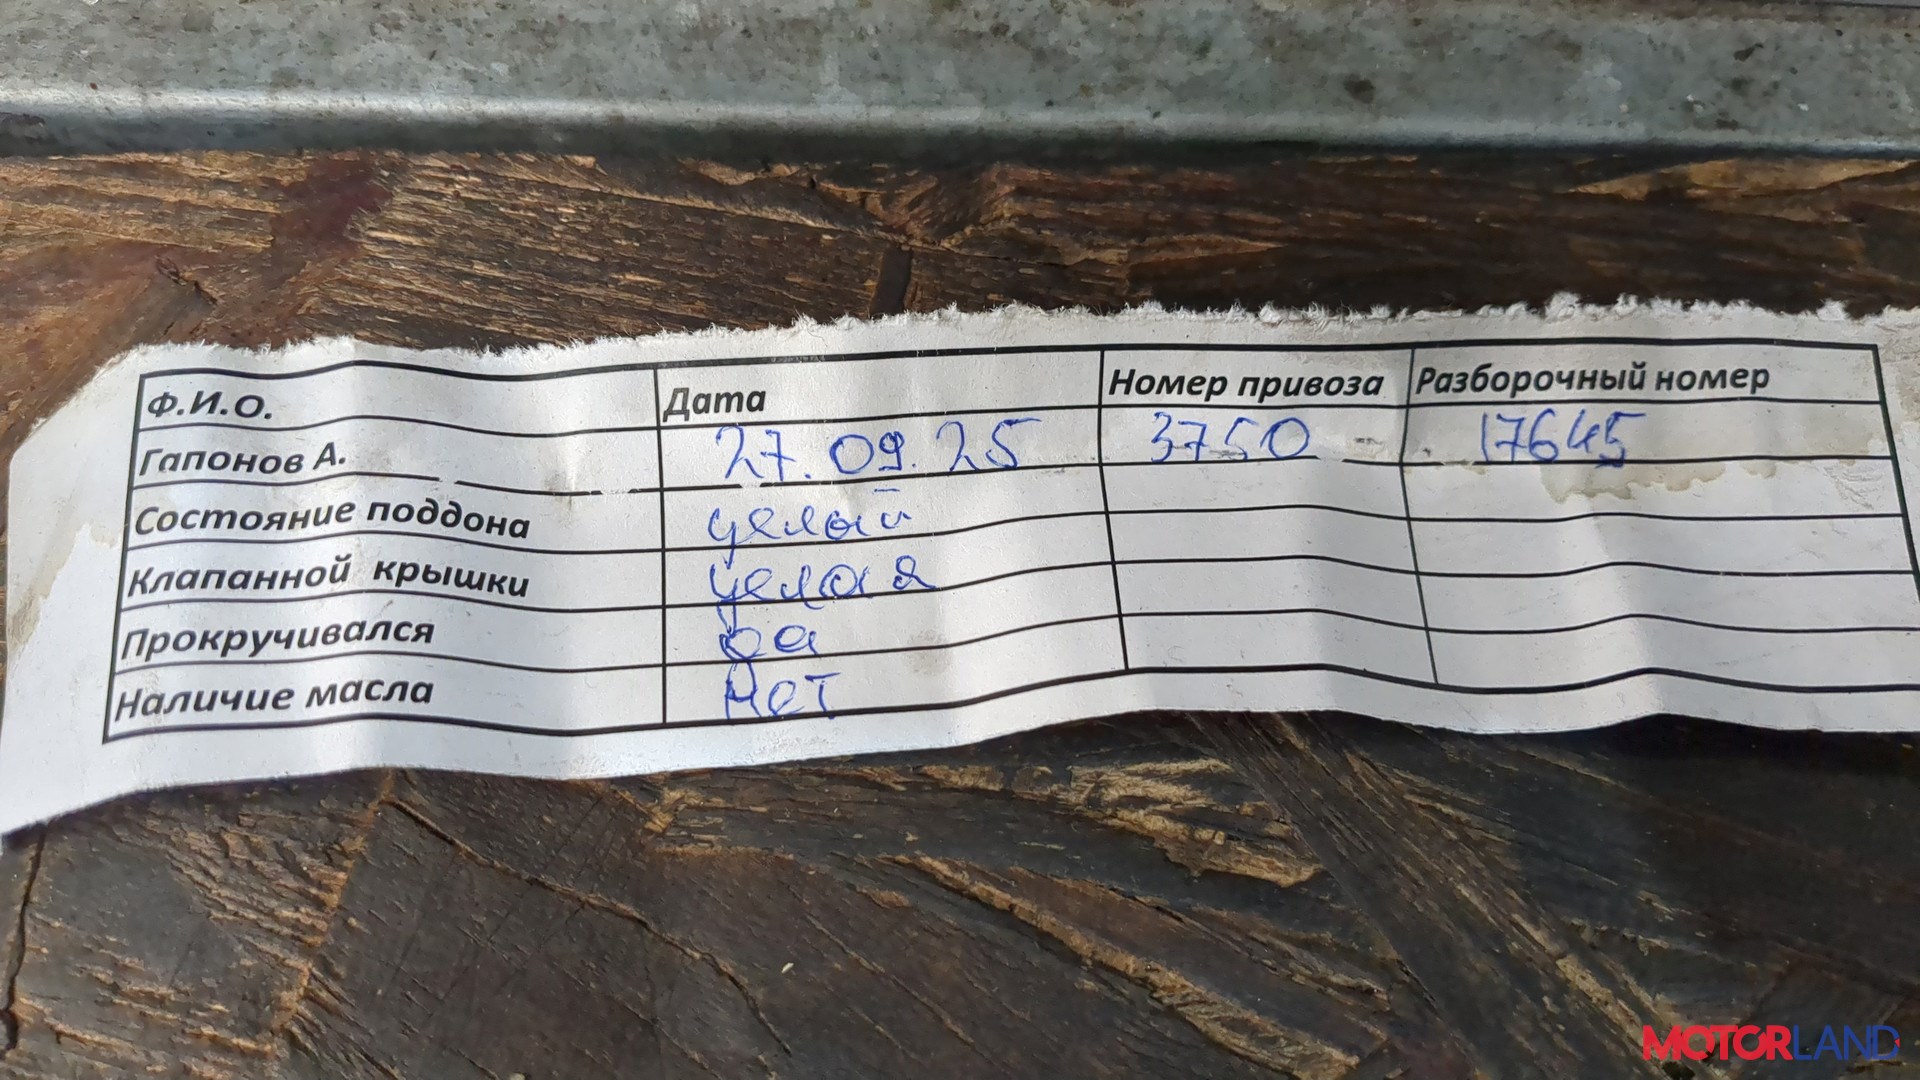 Ф.И.О. Дата Номер привоза Разборочный номер
Гапонов А. 27.09.25 3750 17645
Состояние поддона целый
Клапанной крышки целая
Прокручивался да
Наличие масла нет
MOTORLAND